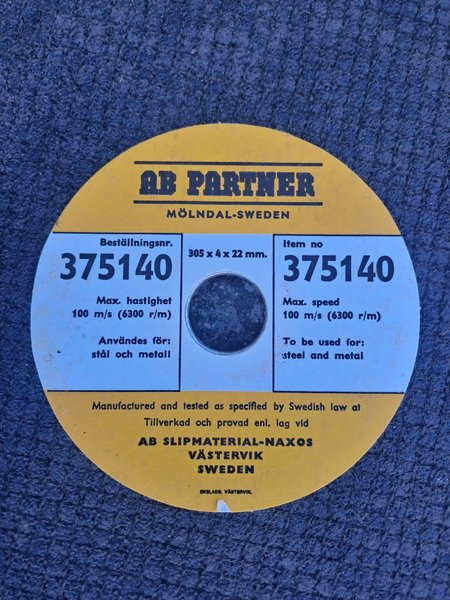 AB PARTNER
MÖLNDAL-SWEDEN
Beställningsnr.
375140
Max. hastighet
100 m/s (6300 r/m)
Användes för:
stål och metall
305 x 4 x 22 mm.
Item no
375140
Max. speed
100 m/s (6300 r/m)
To be used for:
steel and metal
Manufactured and tested as specified by Swedish law at
Tillverkad och provad enl. lag vid
AB SLIPMATERIAL-NAXOS
VÄSTERVIK
SWEDEN
VÄSTERVIK.